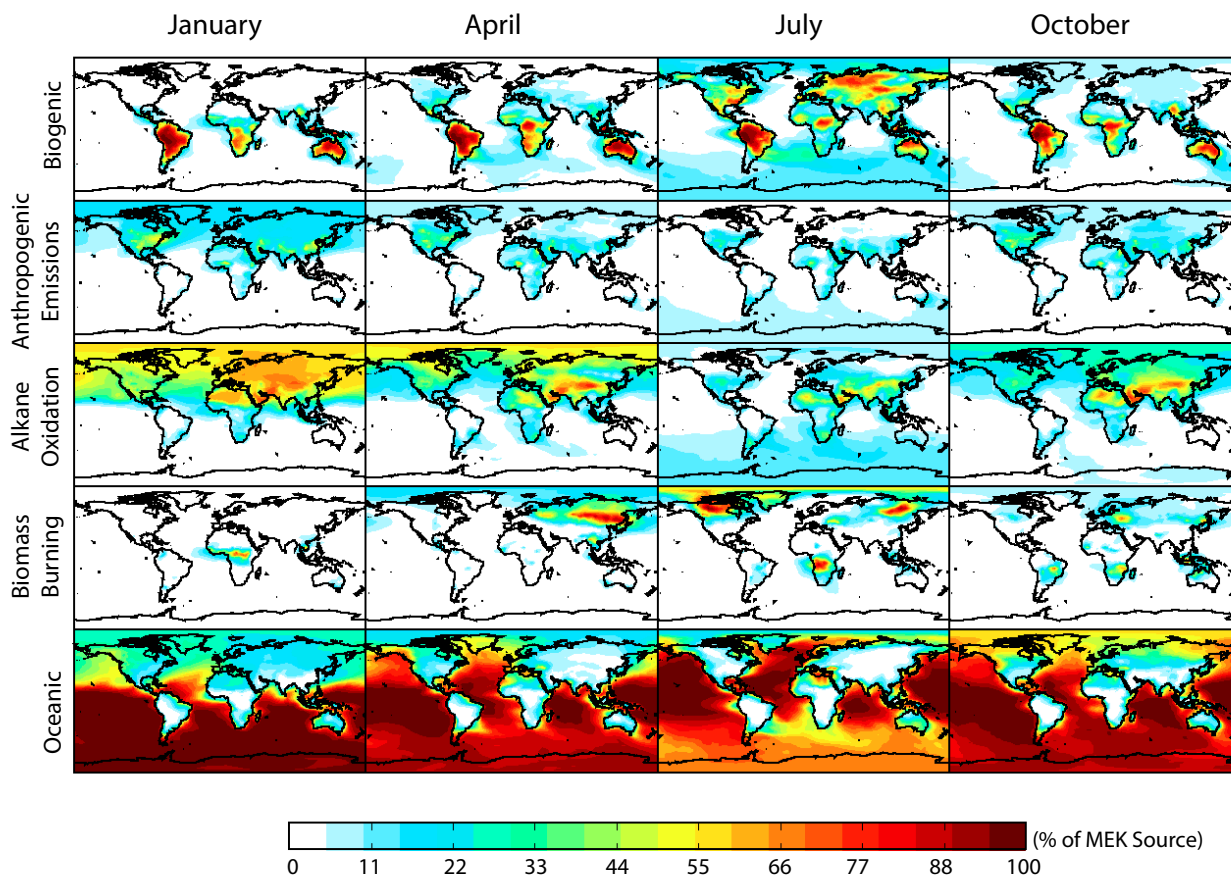 January April July October
Biogenic
Anthropogenic
Emissions
Alkane
Oxidation
Biomass
Burning
Oceanic
0 11 22 33 44 55 66 77 88 100 (% of MEK Source)